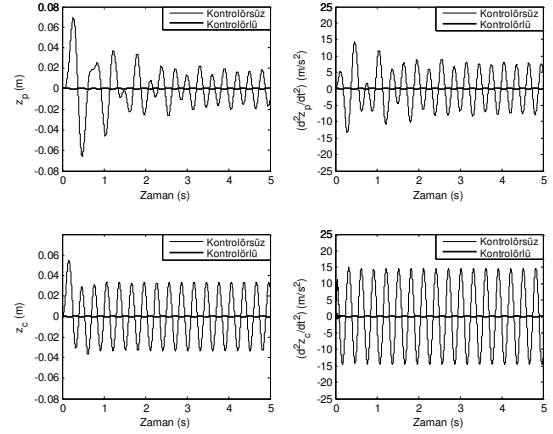 Kontrolörsüz
Kontrolörlü
0.08
0.06
0.04
0.02
0
-0.02
-0.04
-0.06
-0.08
z_p (m)
0 1 2 3 4 5
Zaman (s)
Kontrolörsüz
Kontrolörlü
25
20
15
10
5
0
-5
-10
-15
-20
-25
(d²z_p/dt²) (m/s²)
0 1 2 3 4 5
Zaman (s)
Kontrolörsüz
Kontrolörlü
0.08
0.06
0.04
0.02
0
-0.02
-0.04
-0.06
-0.08
z_c (m)
0 1 2 3 4 5
Zaman (s)
Kontrolörsüz
Kontrolörlü
25
20
15
10
5
0
-5
-10
-15
-20
-25
(d²z_c/dt²) (m/s²)
0 1 2 3 4 5
Zaman (s)